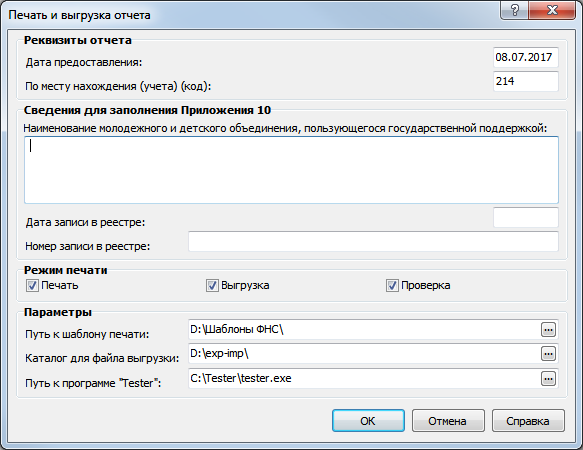 Печать и выгрузка отчета
Реквизиты отчета
Дата предоставления: 08.07.2017
По месту нахождения (учета) (код): 214
Сведения для заполнения Приложения 10
Наименование молодежного и детского объединения, пользующегося государственной поддержкой:
Дата записи в реестре:
Номер записи в реестре:
Режим печати
Печать Выгрузка Проверка
Параметры
Путь к шаблону печати: D:\Шаблоны ФНС\ ...
Каталог для файла выгрузки: D:\exp-imp\ ...
Путь к программе "Tester": C:\Tester\tester.exe ...
OK Отмена Справка